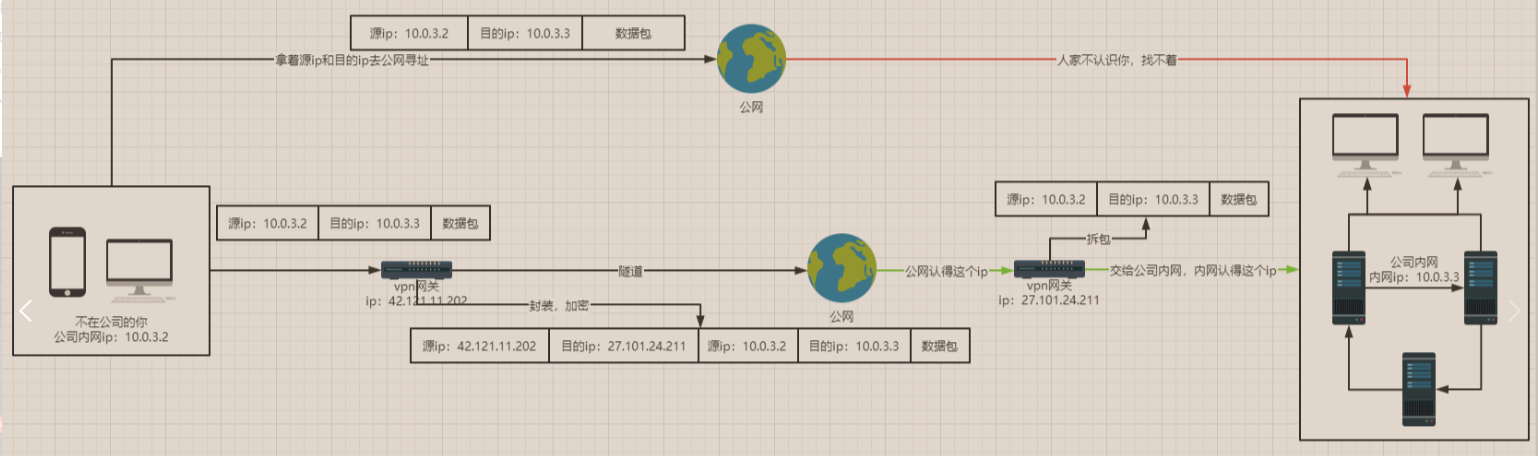 源ip：10.0.3.2 目的ip：10.0.3.3 数据包
拿着源ip和目的ip去公网寻址
人家不认识你，找不着
公网
源ip：10.0.3.2 目的ip：10.0.3.3 数据包
不在公司的你
公司内网ip：10.0.3.2
vpn网关
ip：42.121.11.202
隧道
封装，加密
源ip：42.121.11.202 目的ip：27.101.24.211 源ip：10.0.3.2 目的ip：10.0.3.3 数据包
公网
公网认得这个ip
源ip：10.0.3.2 目的ip：10.0.3.3 数据包
拆包
vpn网关
ip：27.101.24.211
交给公司内网，内网认得这个ip
公司内网
内网ip：10.0.3.3